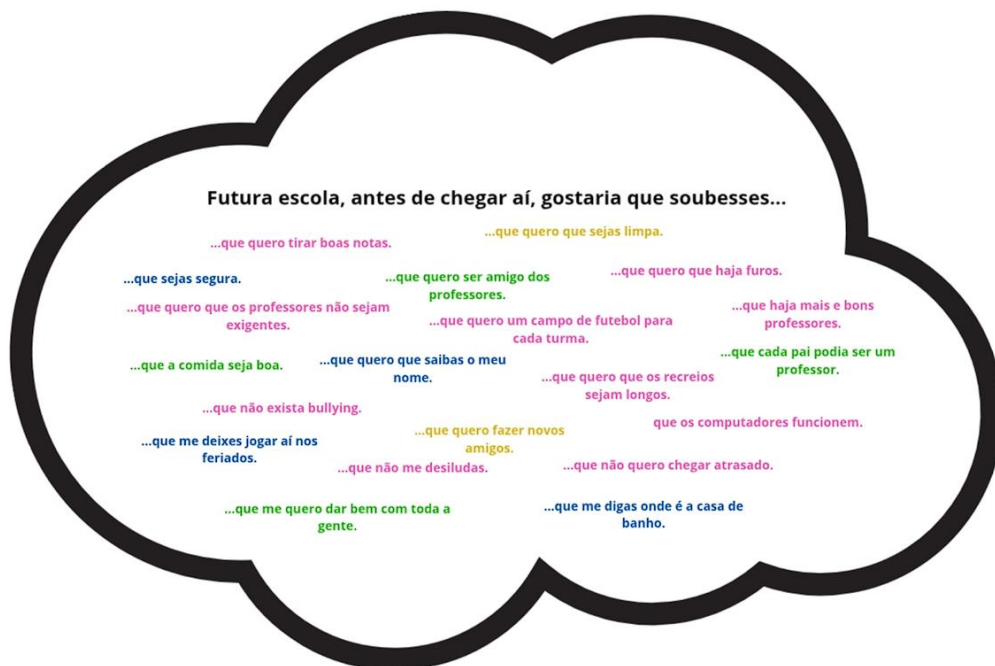 Futura escola, antes de chegar aí, gostaria que soubesses...
...que quero tirar boas notas.
...que quero que sejas limpa.
...que sejas segura.
...que quero ser amigo dos
professores.
...que quero que haja furos.
...que quero que os professores não sejam
exigentes.
...que quero um campo de futebol para
cada turma.
...que haja mais e bons
professores.
...que a comida seja boa.
...que quero que saibas o meu
nome.
...que quero que os recreios
sejam longos.
...que cada pai podia ser um
professor.
...que não exista bullying.
...que quero fazer novos
amigos.
que os computadores funcionem.
...que me deixes jogar aí nos
feriados.
...que não me desiludas.
...que não quero chegar atrasado.
...que me quero dar bem com toda a
gente.
...que me digas onde é a casa de
banho.